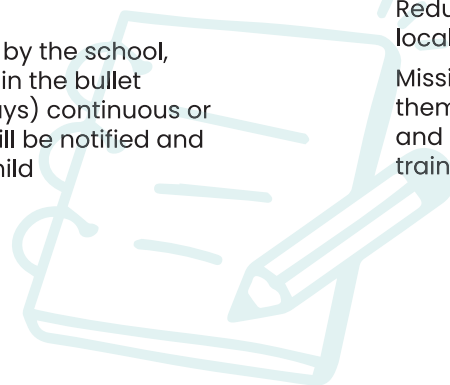 by the school,
in the bullet
ys) continuous or
ill be notified and
hild
Redu
local
Missi
them
and
train